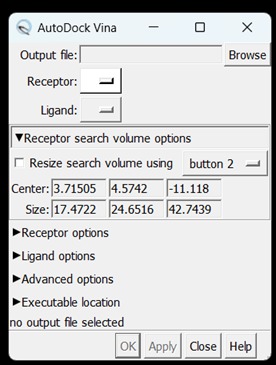 AutoDock Vina
Output file: Browse
Receptor:
Ligand:
▼Receptor search volume options
Resize search volume using button 2
Center: 3.71505 4.5742 -11.118
Size: 17.4722 24.6516 42.7439
▶Receptor options
▶Ligand options
▶Advanced options
▶Executable location
no output file selected
OK Apply Close Help